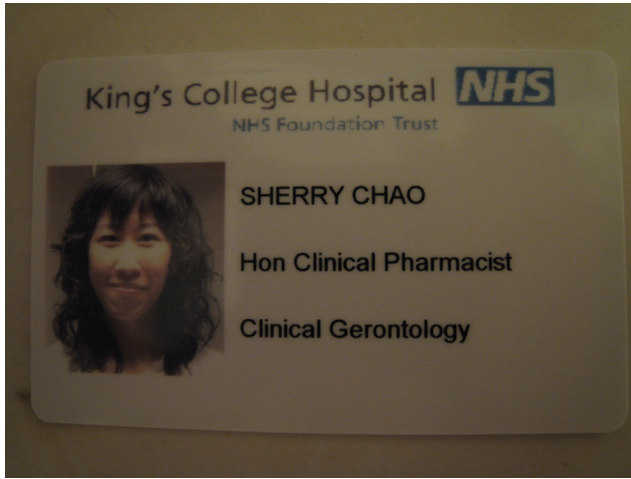 King's College Hospital NHS
NHS Foundation Trust
SHERRY CHAO
Hon Clinical Pharmacist
Clinical Gerontology